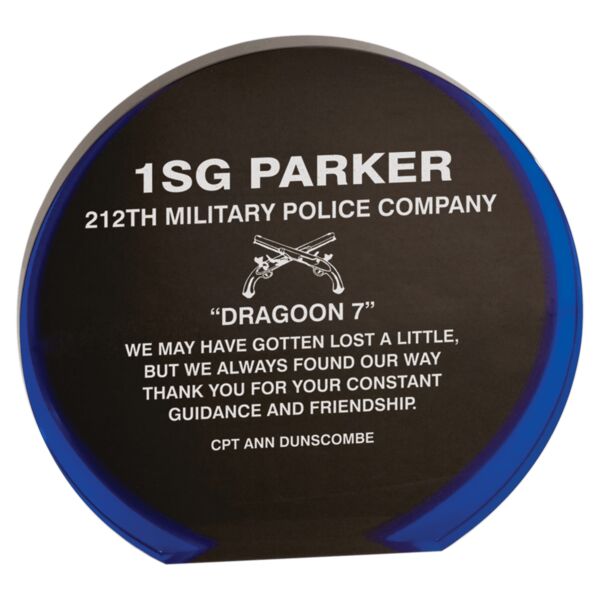 1SG PARKER
212TH MILITARY POLICE COMPANY
“DRAGOON 7”
WE MAY HAVE GOTTEN LOST A LITTLE,
BUT WE ALWAYS FOUND OUR WAY
THANK YOU FOR YOUR CONSTANT
GUIDANCE AND FRIENDSHIP.
CPT ANN DUNSCOMBE